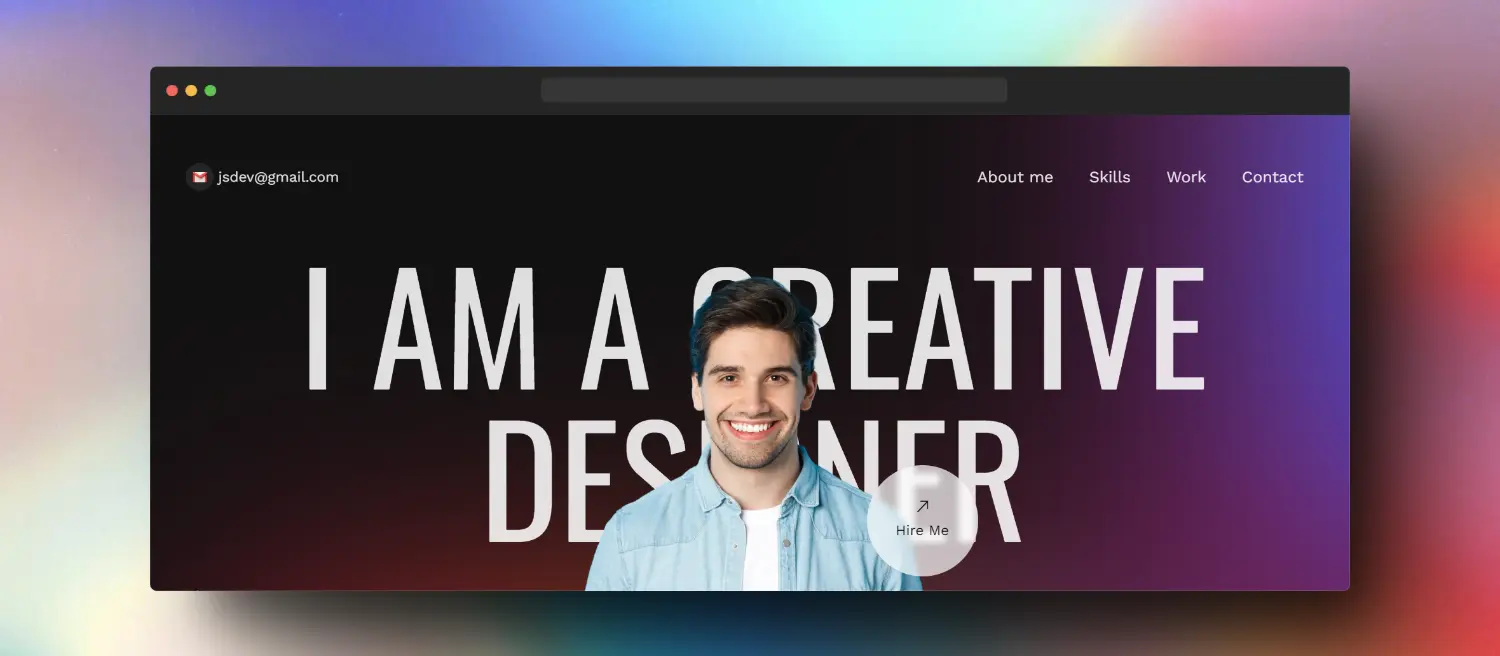 jsdev@gmail.com
About me Skills Work Contact
I AM A CREATIVE
DESIGNER
Hire Me